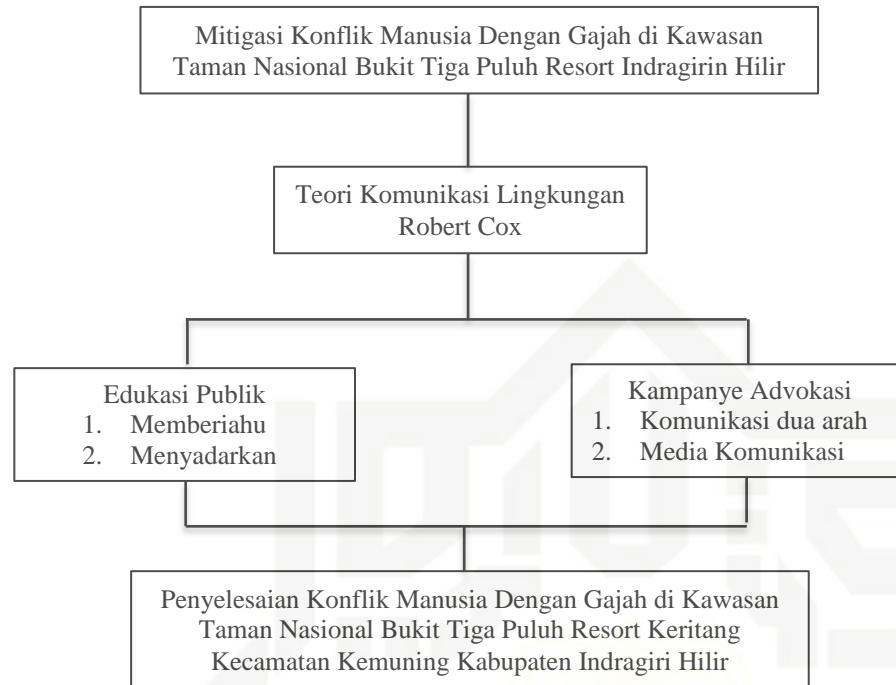 Mitigasi Konflik Manusia Dengan Gajah di Kawasan
Taman Nasional Bukit Tiga Puluh Resort Indragirin Hilir
Teori Komunikasi Lingkungan
Robert Cox
Edukasi Publik
1. Memberiahu
2. Menyadarkan
Kampanye Advokasi
1. Komunikasi dua arah
2. Media Komunikasi
Penyelesaian Konflik Manusia Dengan Gajah di Kawasan
Taman Nasional Bukit Tiga Puluh Resort Keritang
Kecamatan Kemuning Kabupaten Indragiri Hilir